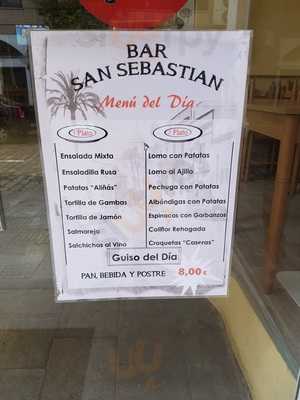 BAR
SAN SEBASTIAN
Menú del Día
1º Plato
Ensalada Mixta
Ensaladilla Rusa
Patatas "Aliñás"
Tortilla de Gambas
Tortilla de Jamón
Salmorejo
Salchichas al Vino
2º Plato
Lomo con Patatas
Lomo al Ajillo
Pechuga con Patatas
Albóndigas con Patatas
Espinacas con Garbanzos
Coliflor Rehogada
Croquetas "Caseras"
Guiso del Día
PAN, BEBIDA Y POSTRE 8,00€